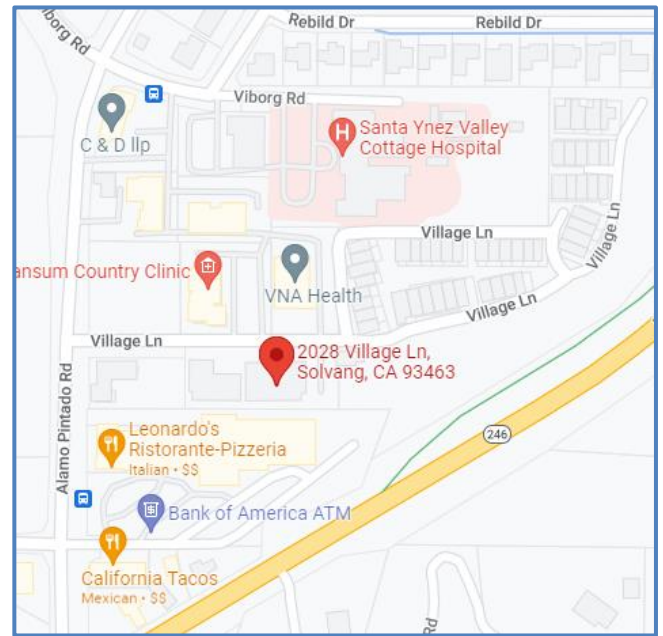 Rebild Dr
Rebild Dr
Viborg Rd
Viborg Rd
C & D llp
H
Santa Ynez Valley
Cottage Hospital
Village Ln
Village Ln
ansum Country Clinic
VNA Health
Village Ln
Village Ln
2028 Village Ln,
Solvang, CA 93463
Alamo Pintado Rd
246
Leonardo's
Ristorante-Pizzeria
Italian • $$
$
Bank of America ATM
California Tacos
Mexican • $$
Rd